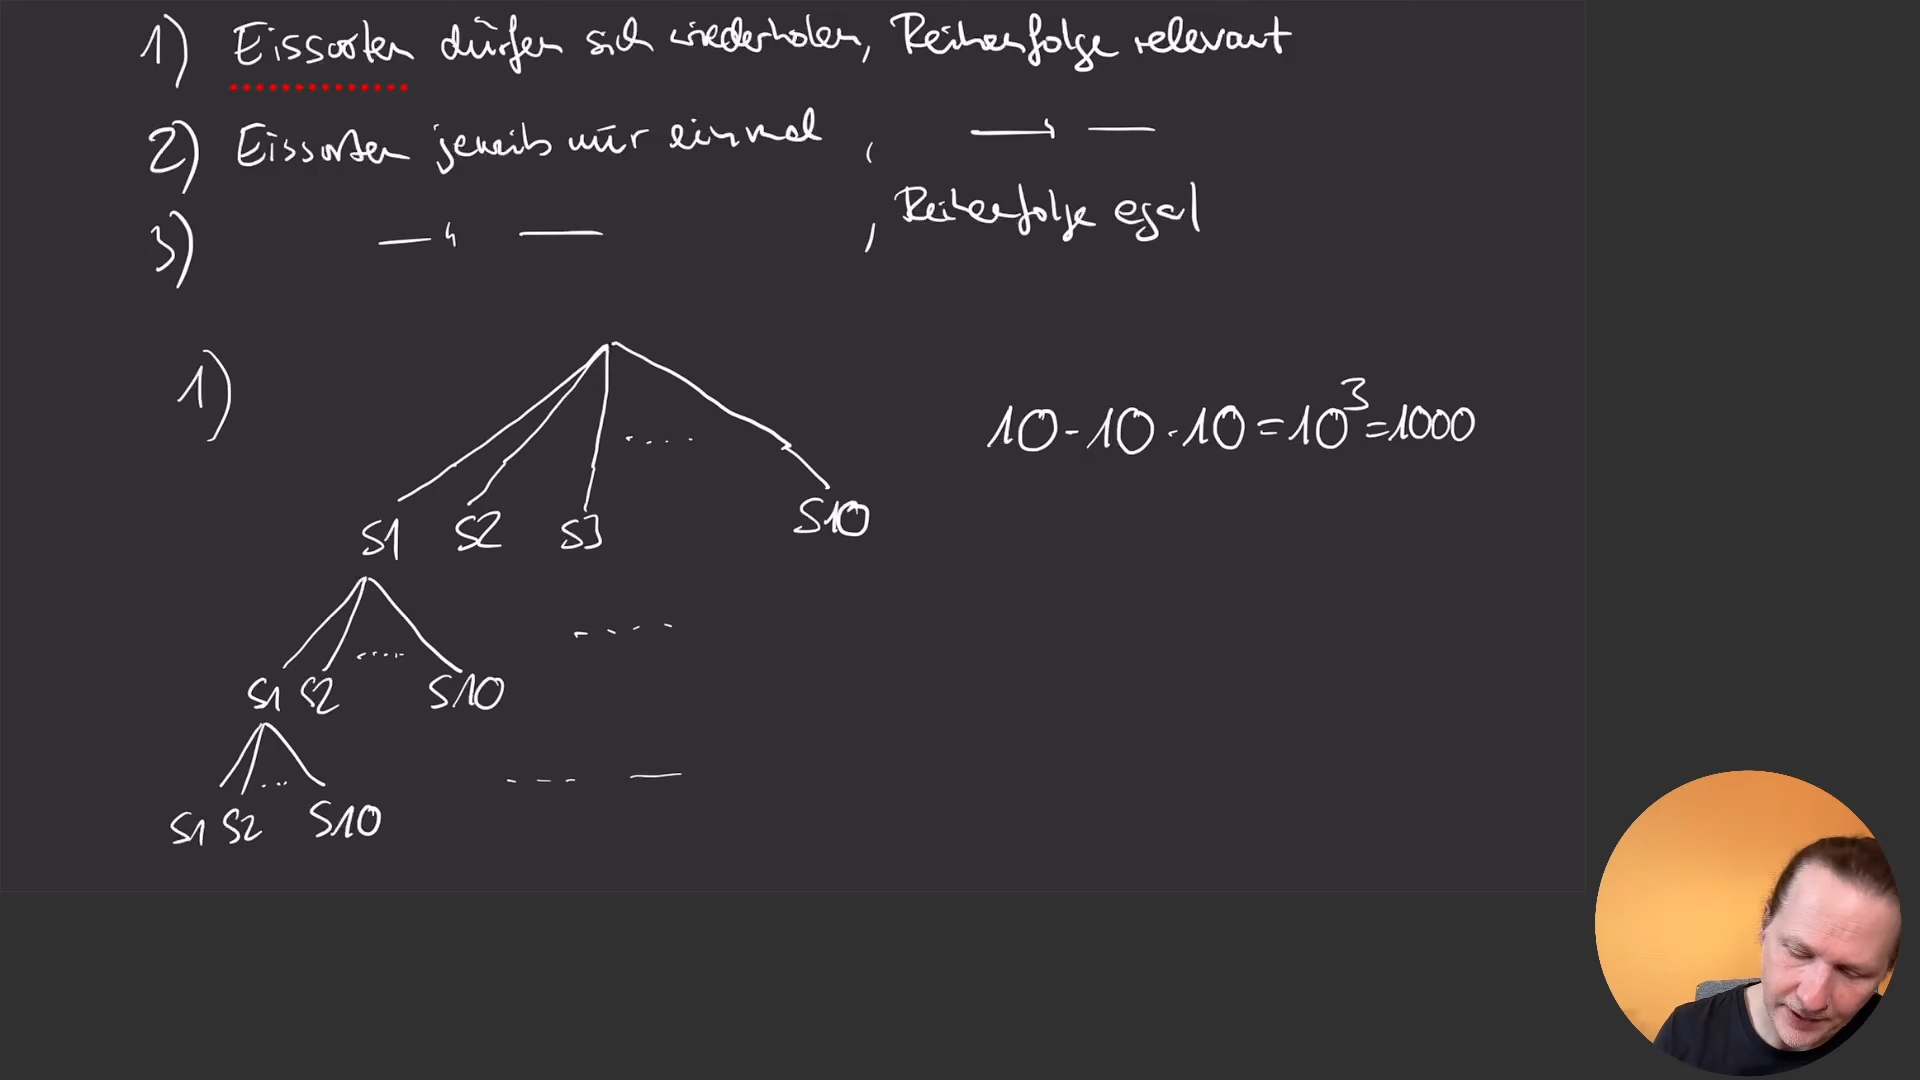 1) Eissorten dürfen sich wiederholen, Reihenfolge relevant
2) Eissorten jeweils nur einmal, — " —
3) — " — , Reihenfolge egal
1)
10 · 10 · 10 = 10³ = 1000
S1 S2 S3 .... S10
S1 S2 .... S10
S1 S2 ... S10